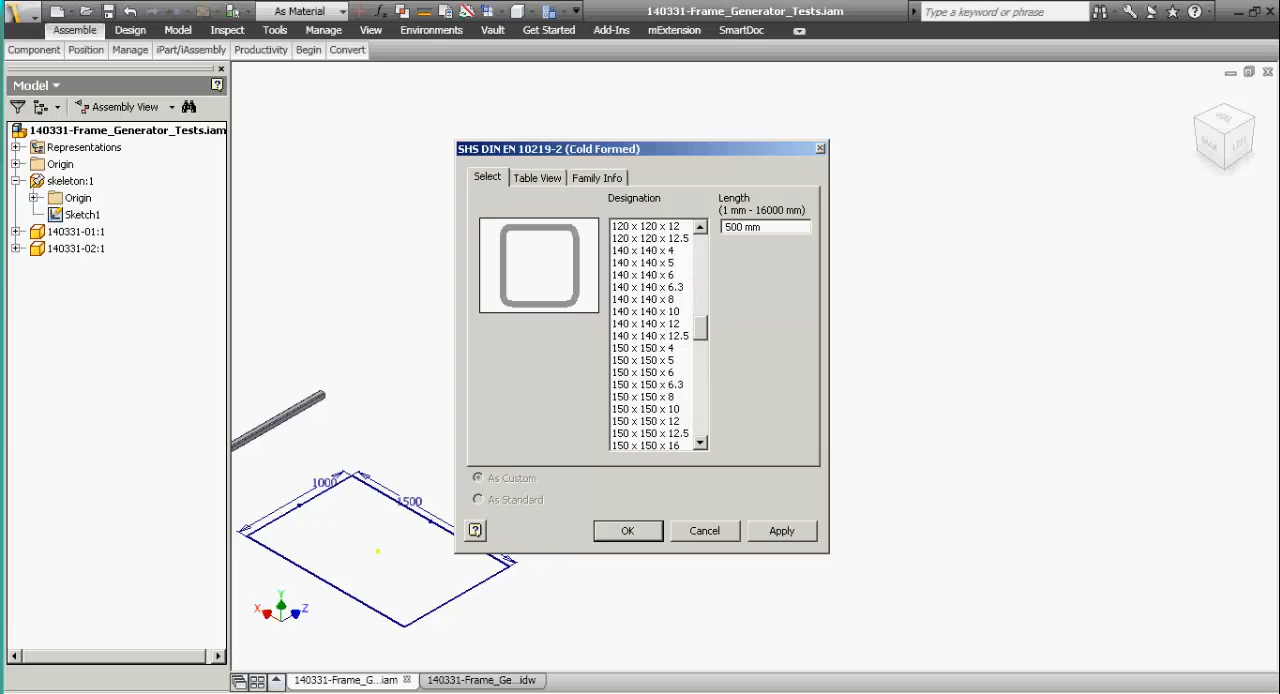 As Material
140331-Frame_Generator_Tests.iam
Type a keyword or phrase
Assemble Design Model Inspect Tools Manage View Environments Vault Get Started Add-Ins mExtension SmartDoc
Component Position Manage iPart/iAssembly Productivity Begin Convert
Model
Assembly View
140331-Frame_Generator_Tests.iam
Representations
Origin
skeleton:1
Origin
Sketch1
140331-01:1
140331-02:1
SHS DIN EN 10219-2 (Cold Formed)
Select Table View Family Info
Designation
120 x 120 x 12
120 x 120 x 12.5
140 x 140 x 4
140 x 140 x 5
140 x 140 x 6
140 x 140 x 6.3
140 x 140 x 8
140 x 140 x 10
140 x 140 x 12
140 x 140 x 12.5
150 x 150 x 4
150 x 150 x 5
150 x 150 x 6
150 x 150 x 6.3
150 x 150 x 8
150 x 150 x 10
150 x 150 x 12
150 x 150 x 12.5
150 x 150 x 16
Length
(1 mm - 16000 mm)
500 mm
As Custom
As Standard
OK Cancel Apply
1000
1500
X Y Z
TOP
BACK LEFT
140331-Frame_G...iam 140331-Frame_Ge...idw